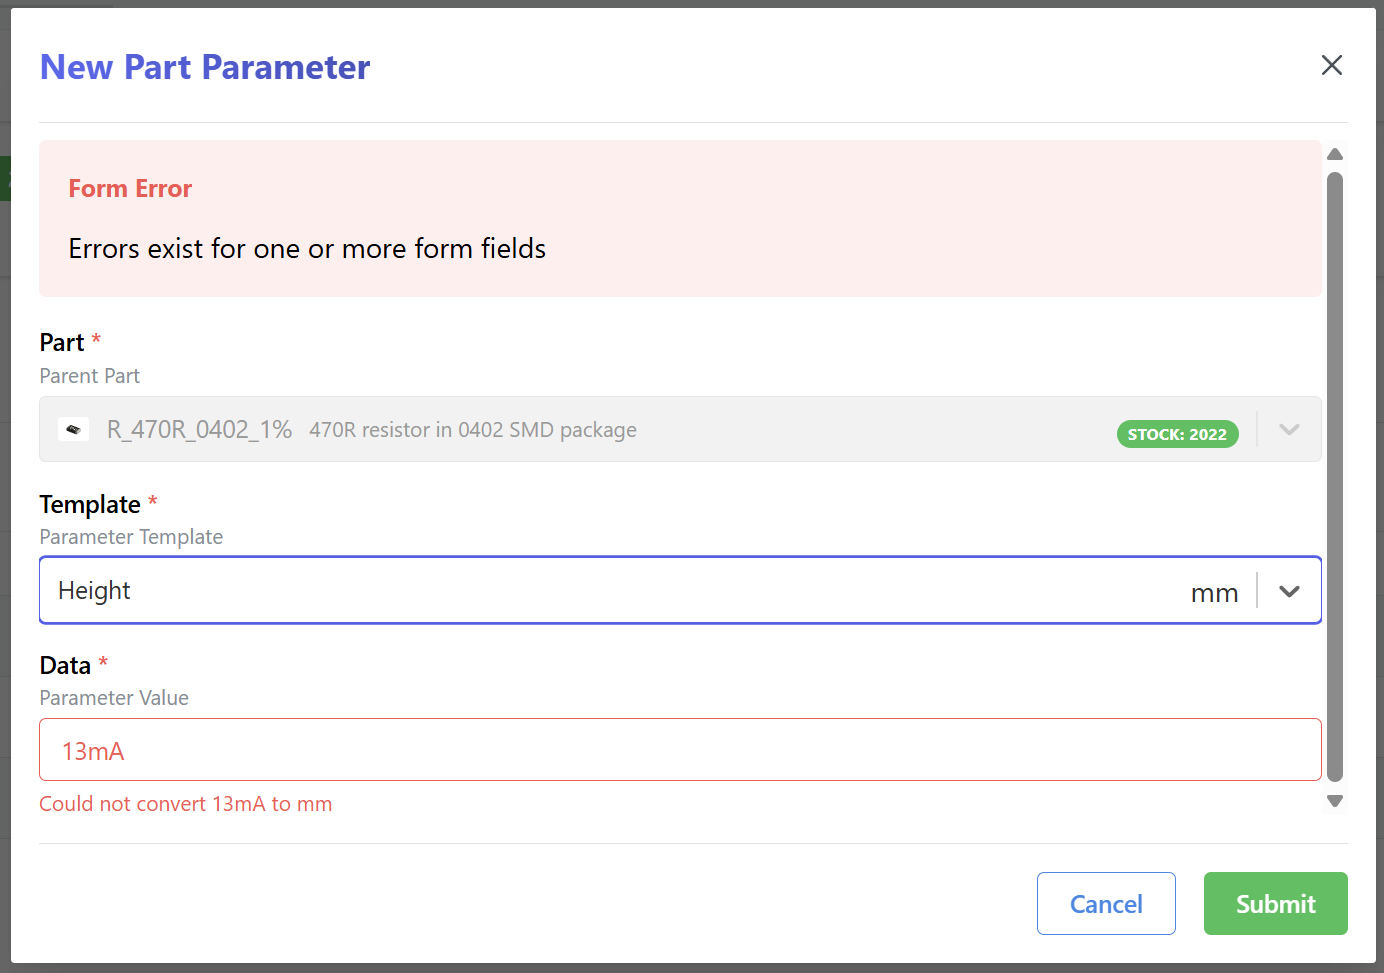 New Part Parameter
Form Error
Errors exist for one or more form fields
Part *
Parent Part
R_470R_0402_1% 470R resistor in 0402 SMD package STOCK: 2022
Template *
Parameter Template
Height mm
Data *
Parameter Value
13mA
Could not convert 13mA to mm
Cancel Submit